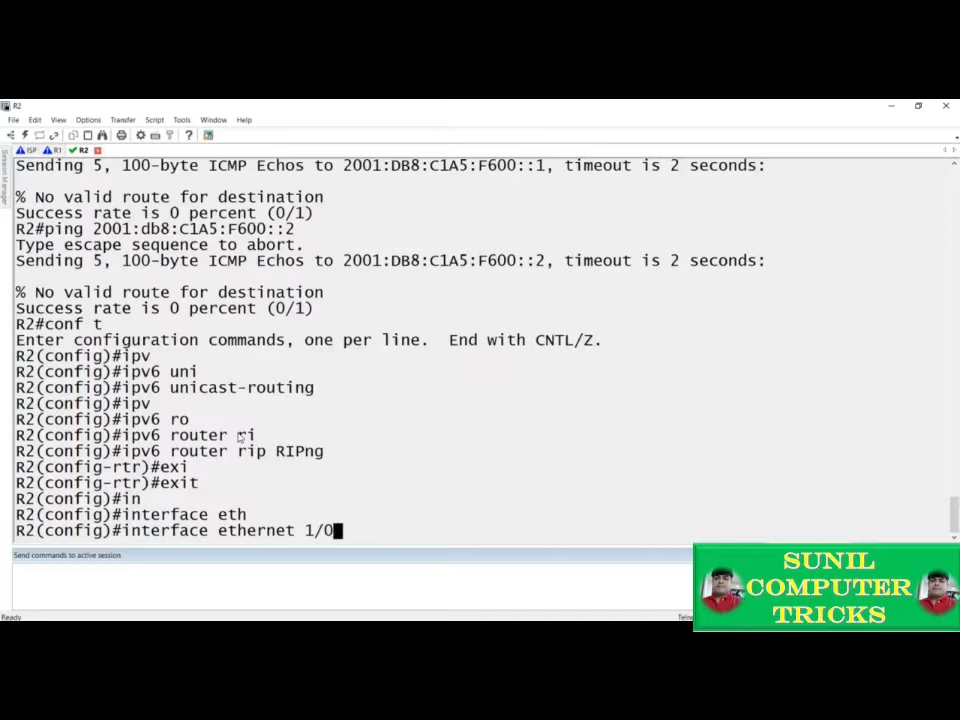 R2
File Edit View Options Transfer Script Tools Window Help
ISP R1 R2
Session Manager
Sending 5, 100-byte ICMP Echos to 2001:DB8:C1A5:F600::1, timeout is 2 seconds:
% No valid route for destination
Success rate is 0 percent (0/1)
R2#ping 2001:db8:C1A5:F600::2
Type escape sequence to abort.
Sending 5, 100-byte ICMP Echos to 2001:DB8:C1A5:F600::2, timeout is 2 seconds:
% No valid route for destination
Success rate is 0 percent (0/1)
R2#conf t
Enter configuration commands, one per line.  End with CNTL/Z.
R2(config)#ipv
R2(config)#ipv6 uni
R2(config)#ipv6 unicast-routing
R2(config)#ipv
R2(config)#ipv6 ro
R2(config)#ipv6 router ri
R2(config)#ipv6 router rip RIPng
R2(config-rtr)#exi
R2(config-rtr)#exit
R2(config)#in
R2(config)#interface eth
R2(config)#interface ethernet 1/0
Send commands to active session
Ready
Telne
SUNIL
COMPUTER
TRICKS